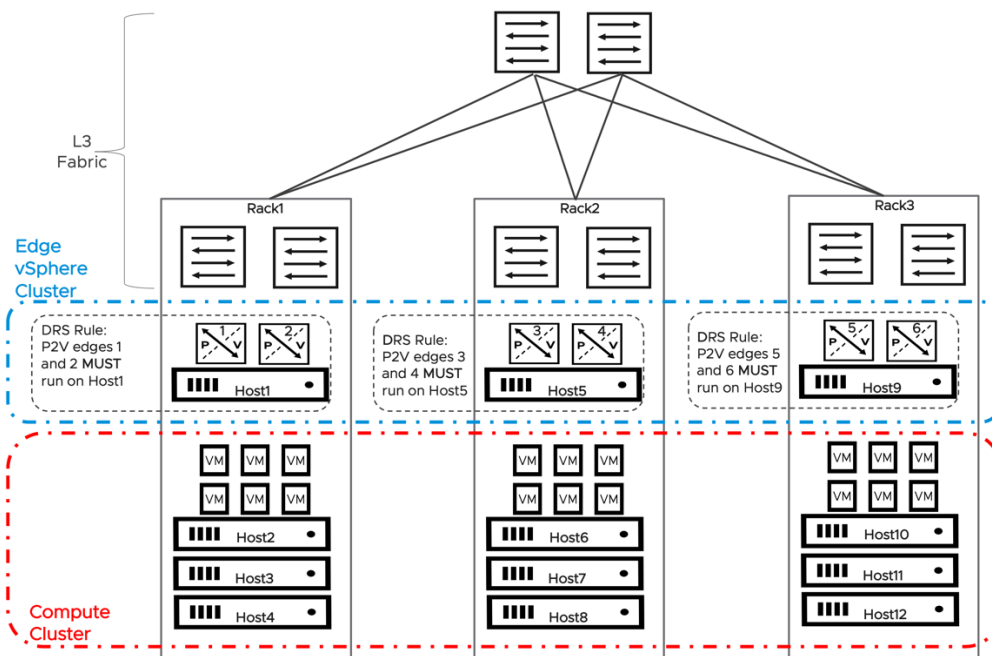 L3
Fabric
Rack1
Rack2
Rack3
Edge
vSphere
Cluster
DRS Rule:
P2V edges 1
and 2 MUST
run on Host1
1
2
P
V
P
V
Host1
DRS Rule:
P2V edges 3
and 4 MUST
run on Host5
3
4
P
V
P
V
Host5
DRS Rule:
P2V edges 5
and 6 MUST
run on Host9
5
6
P
V
P
V
Host9
VM VM VM
VM VM VM
Host2
Host3
Host4
VM VM VM
VM VM VM
Host6
Host7
Host8
VM VM VM
VM VM VM
Host10
Host11
Host12
Compute
Cluster